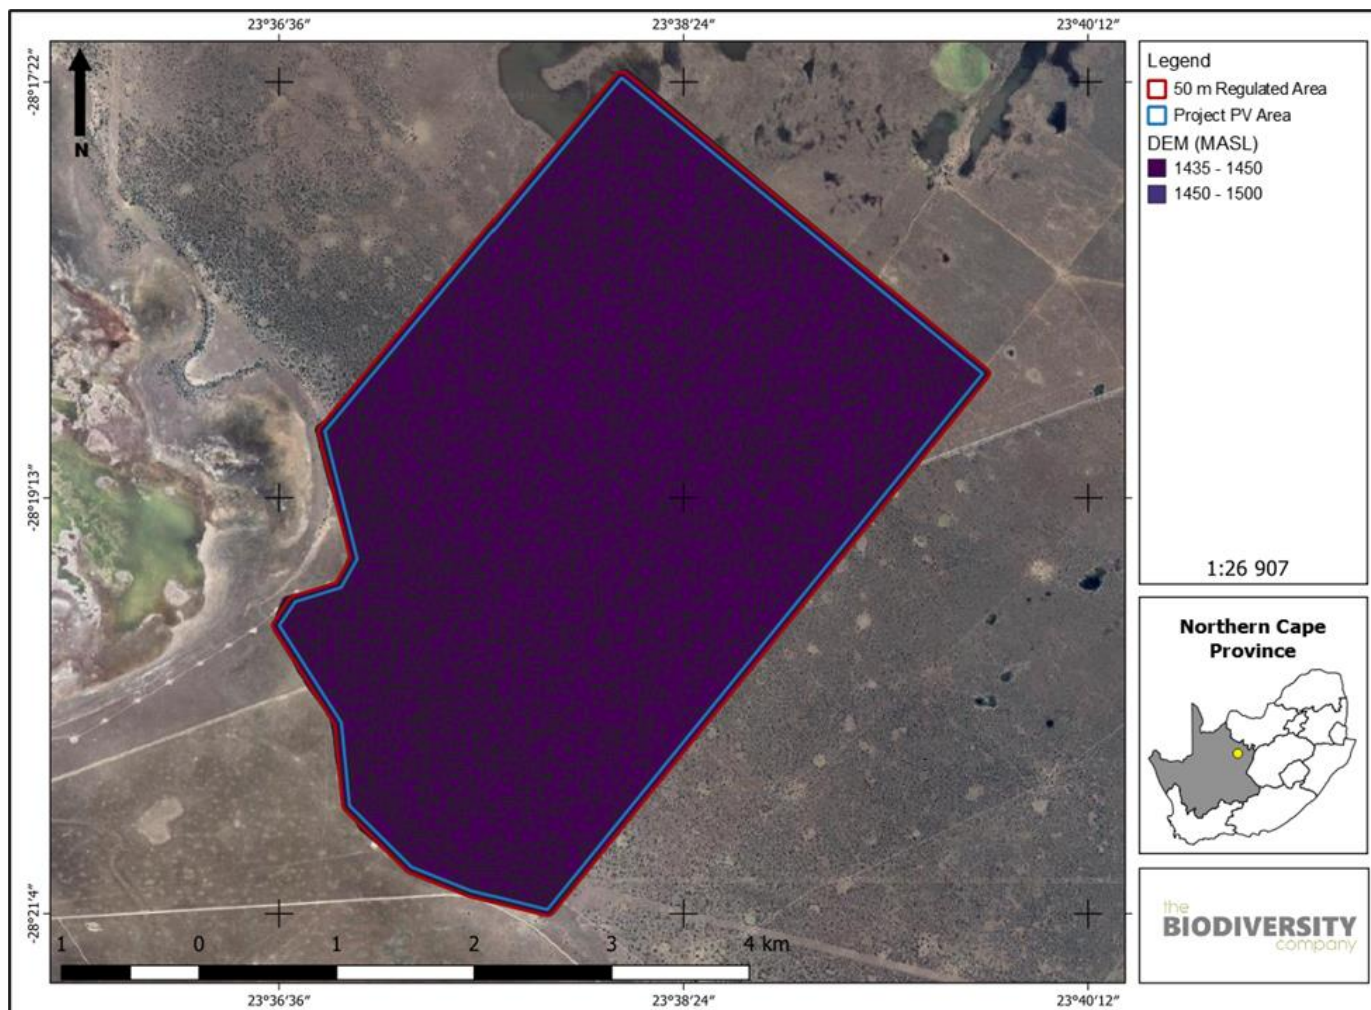 23°36′36″ 23°38′24″ 23°40′12″
-28°17′22″
N
-28°19′13″
-28°21′4″
1 0 1 2 3 4 km
23°36′36″ 23°38′24″ 23°40′12″
Legend
50 m Regulated Area
Project PV Area
DEM (MASL)
1435 - 1450
1450 - 1500
1:26 907
Northern Cape
Province
the
BIODIVERSITY
company